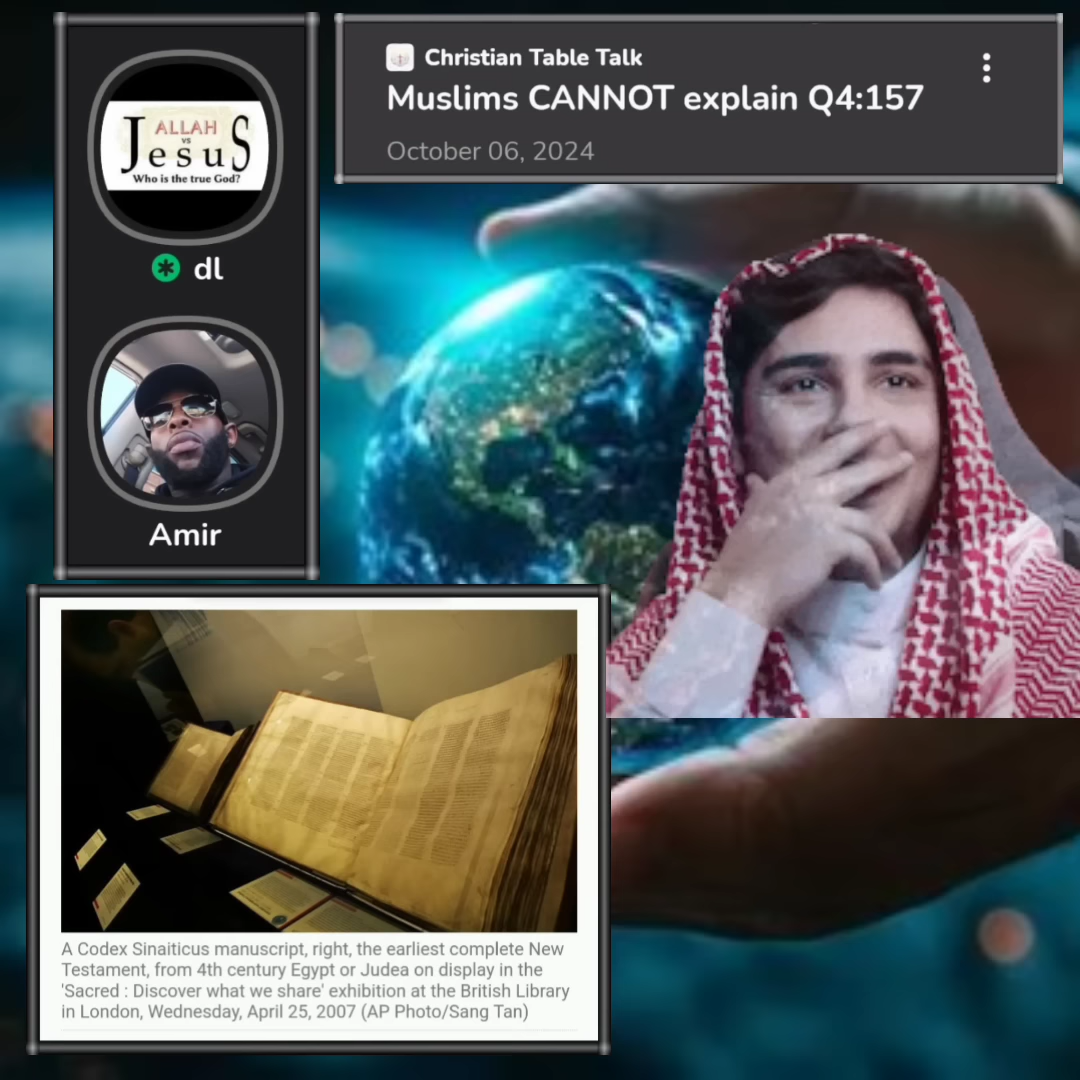 ALLAH
vs
JesuS
Who is the true God?
dl
Amir
Christian Table Talk
Muslims CANNOT explain Q4:157
October 06, 2024
A Codex Sinaiticus manuscript, right, the earliest complete New
Testament, from 4th century Egypt or Judea on display in the
'Sacred : Discover what we share' exhibition at the British Library
in London, Wednesday, April 25, 2007 (AP Photo/Sang Tan)